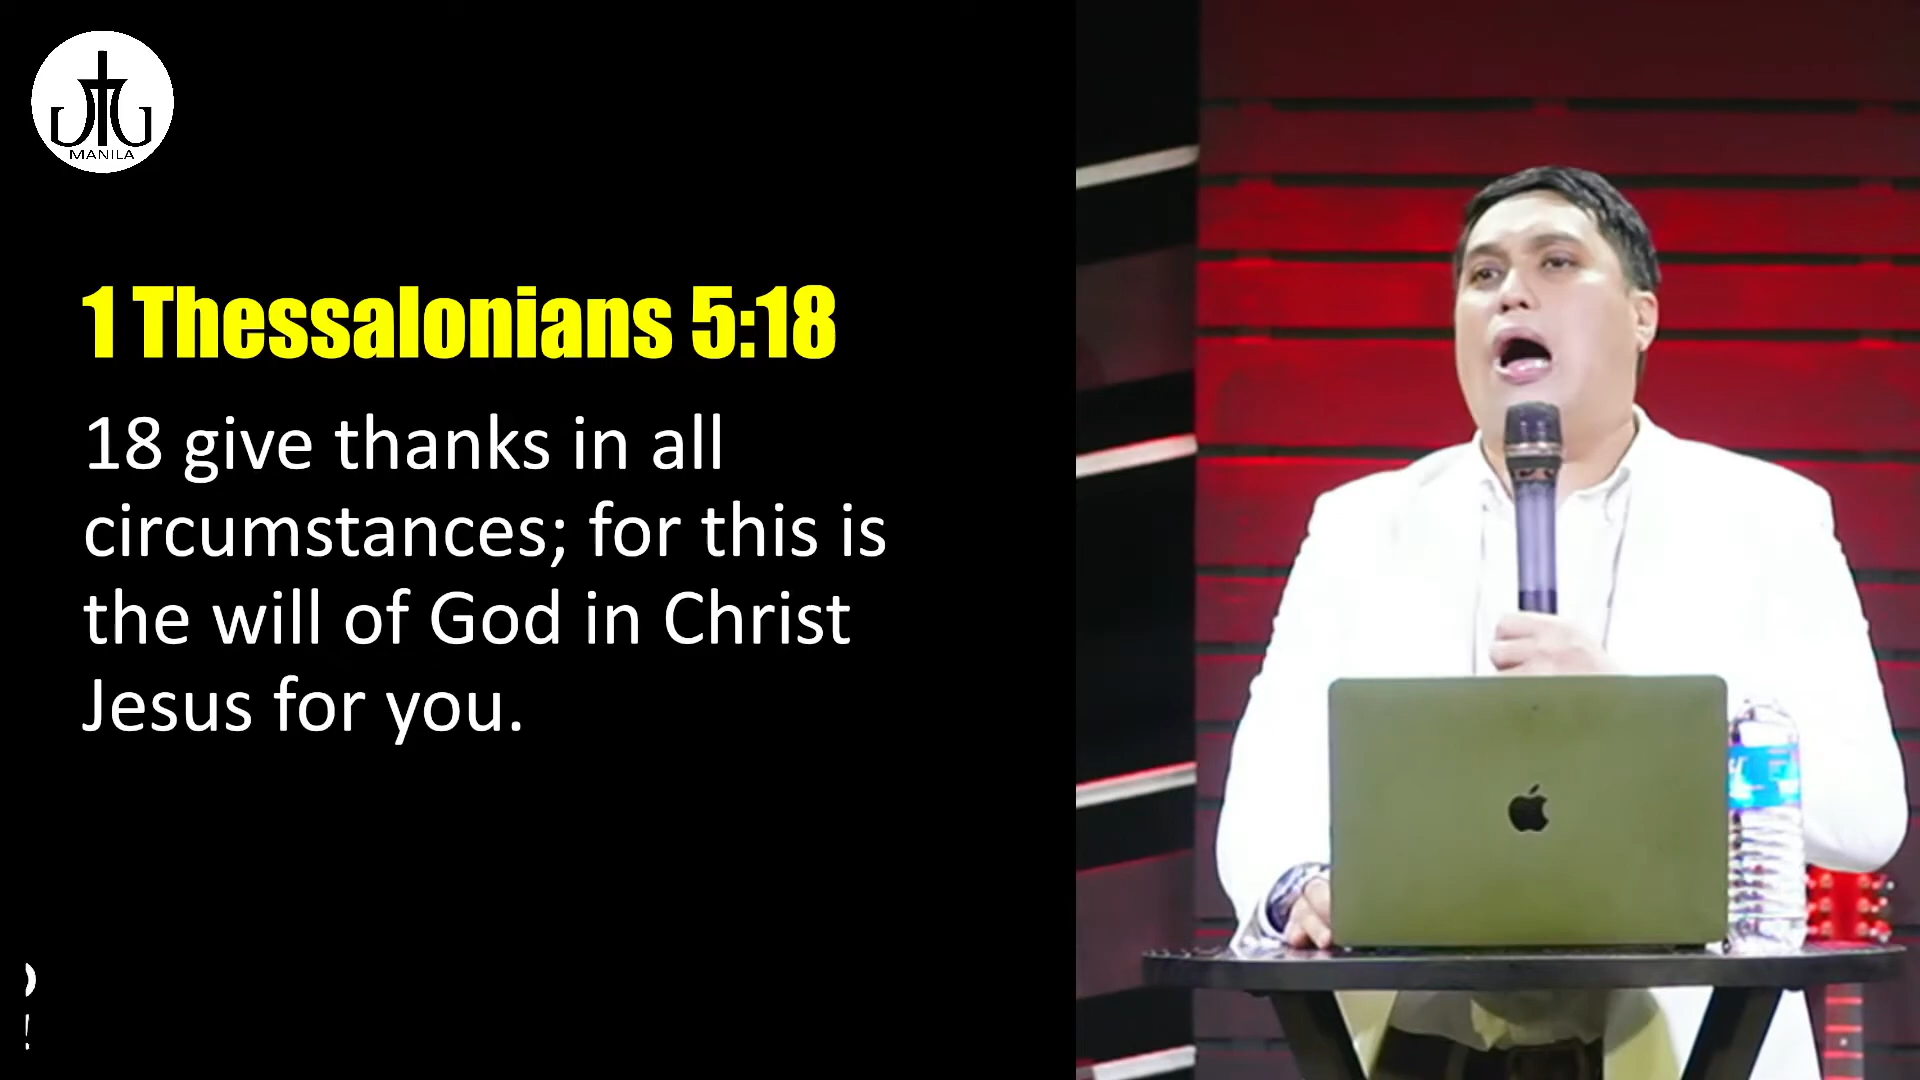 MANILA
1 Thessalonians 5:18
18 give thanks in all
circumstances; for this is
the will of God in Christ
Jesus for you.
!